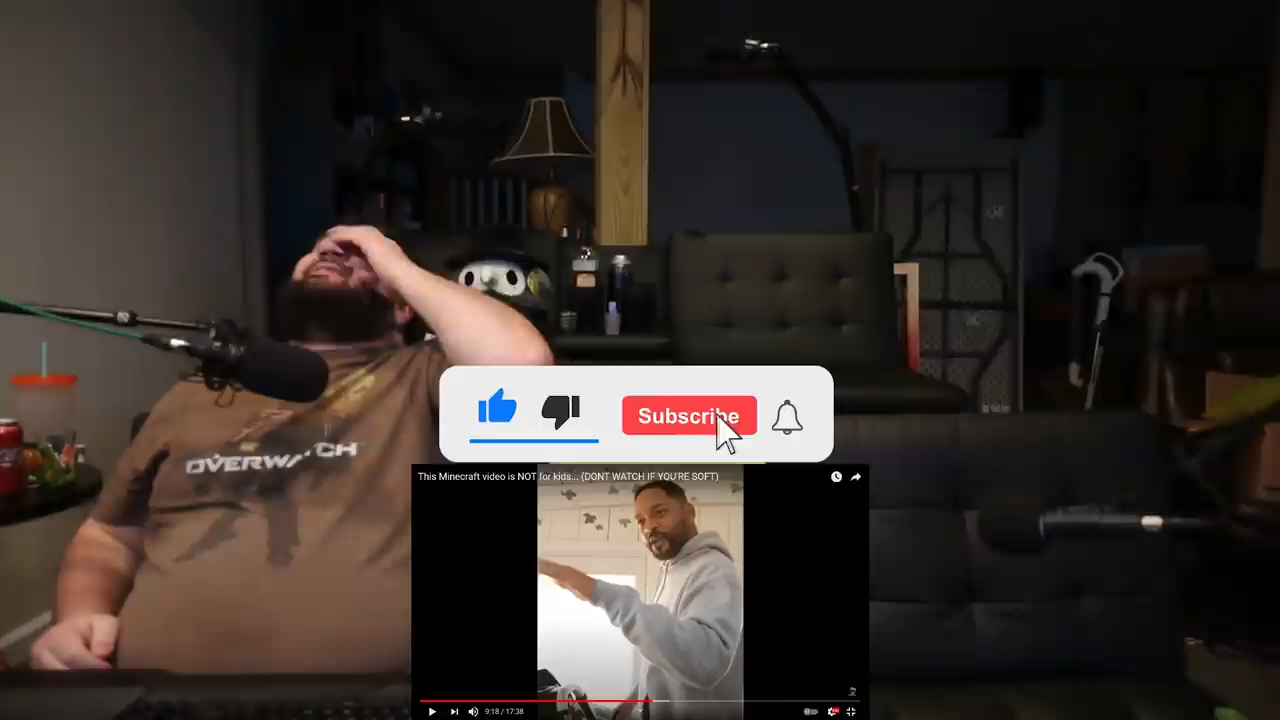 OVERWATCH
Subscribe
This Minecraft video is NOT for kids... (DONT WATCH IF YOU'RE SOFT)
9:18 / 17:38